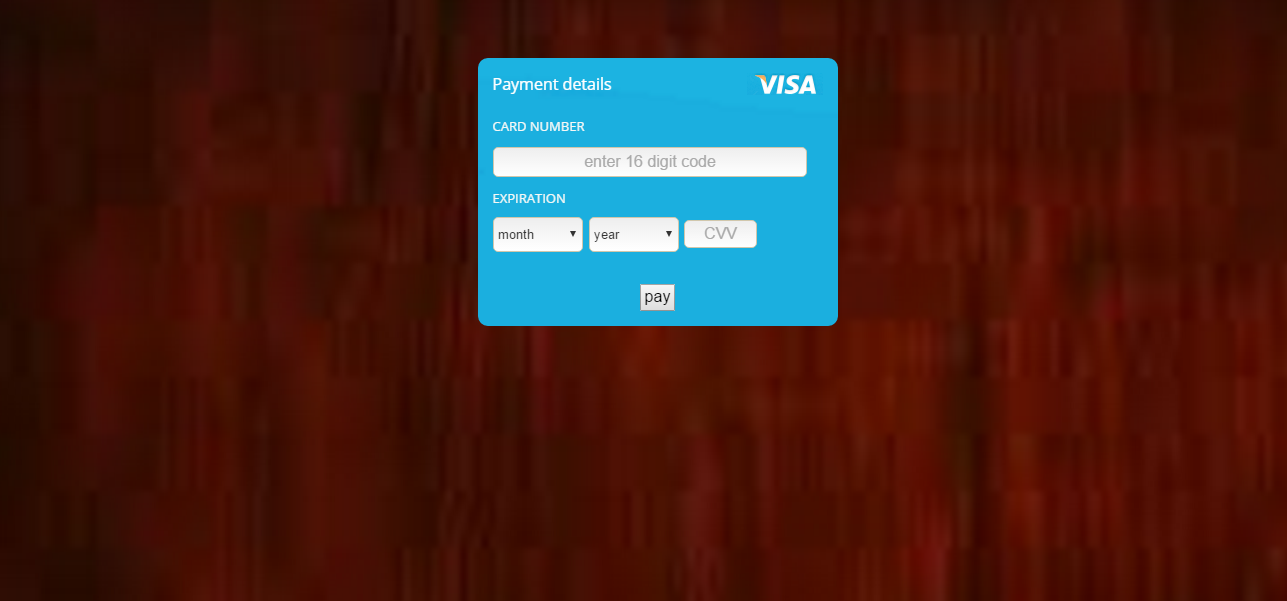 Payment details VISA
CARD NUMBER
enter 16 digit code
EXPIRATION
month year CVV
pay